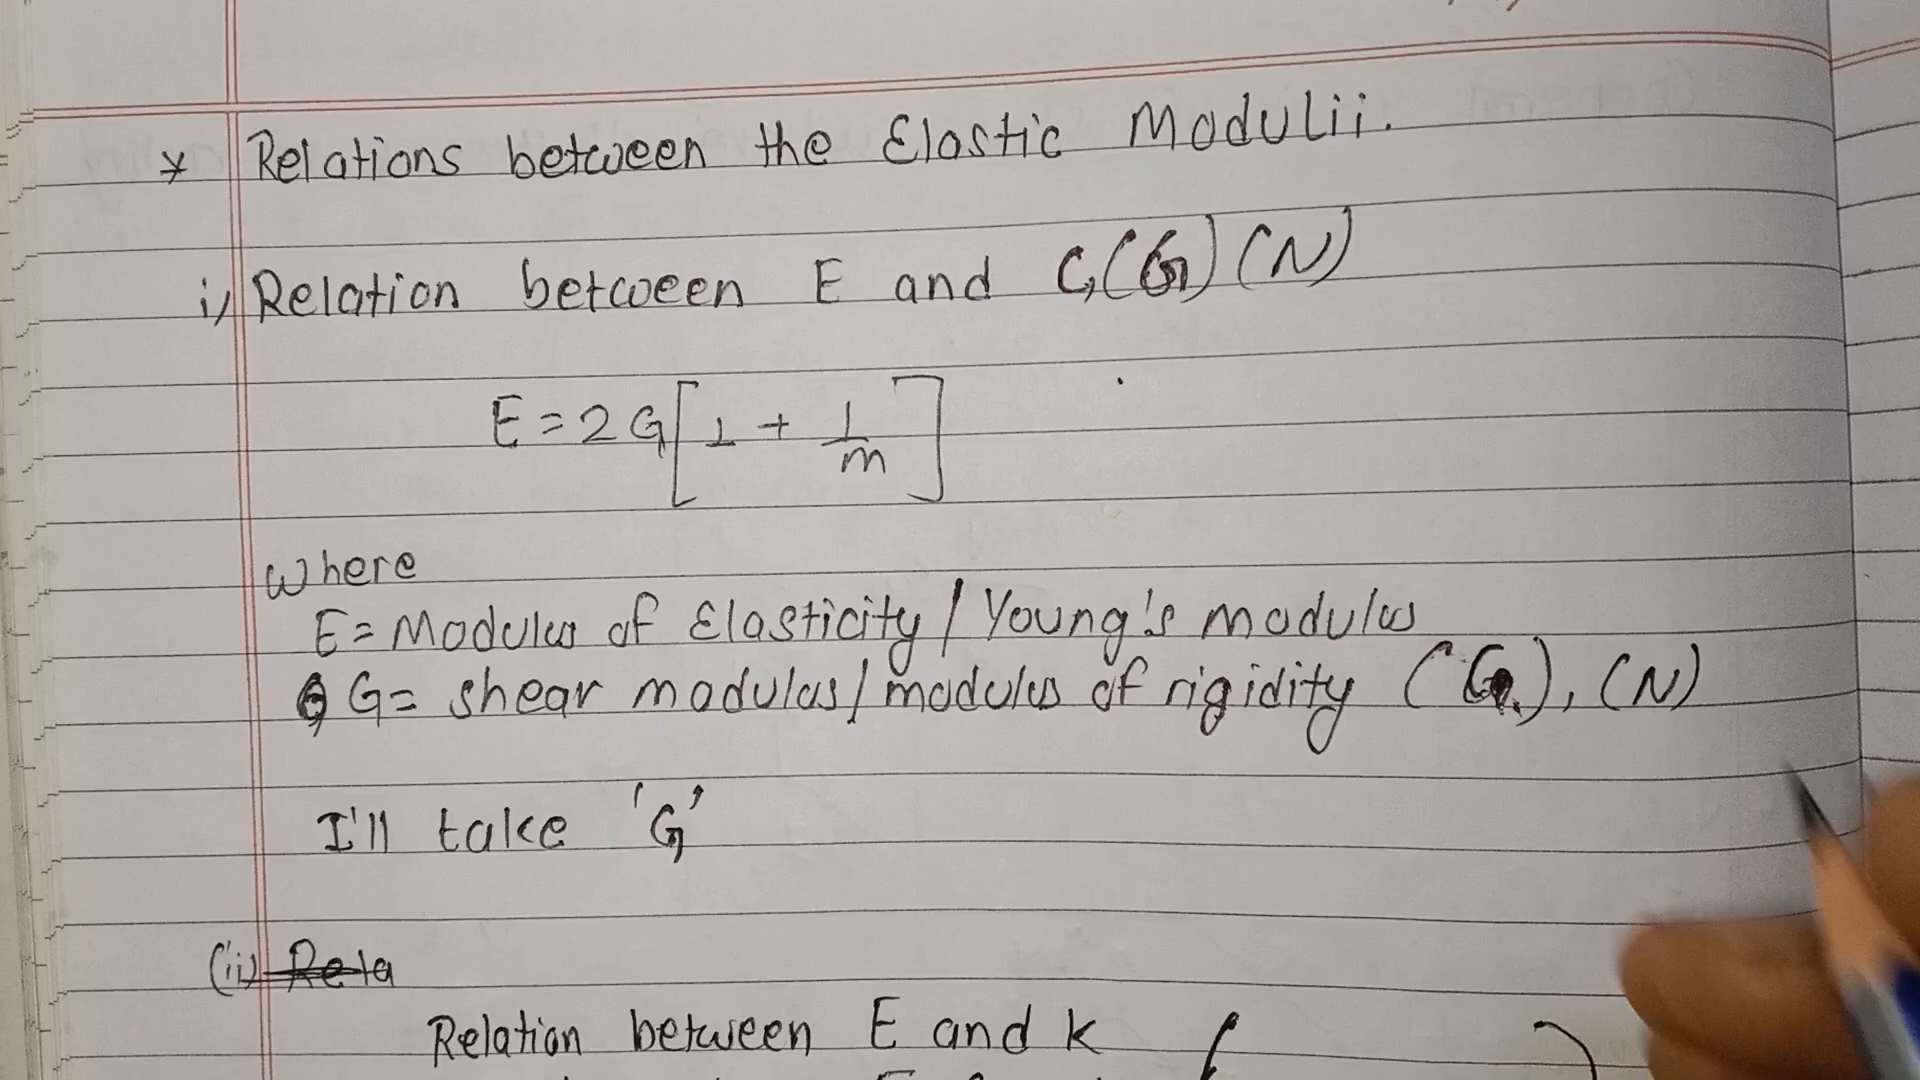 * Relations between the Elastic Modulii.
i) Relation between E and C, (G) (N)
E = 2G[1 + 1/m]
where
E = Modulus of Elasticity / Young's modulus
G = shear modulus / modulus of rigidity (G), (N)
I'll take 'G'
(ii) Rela
Relation between E and k